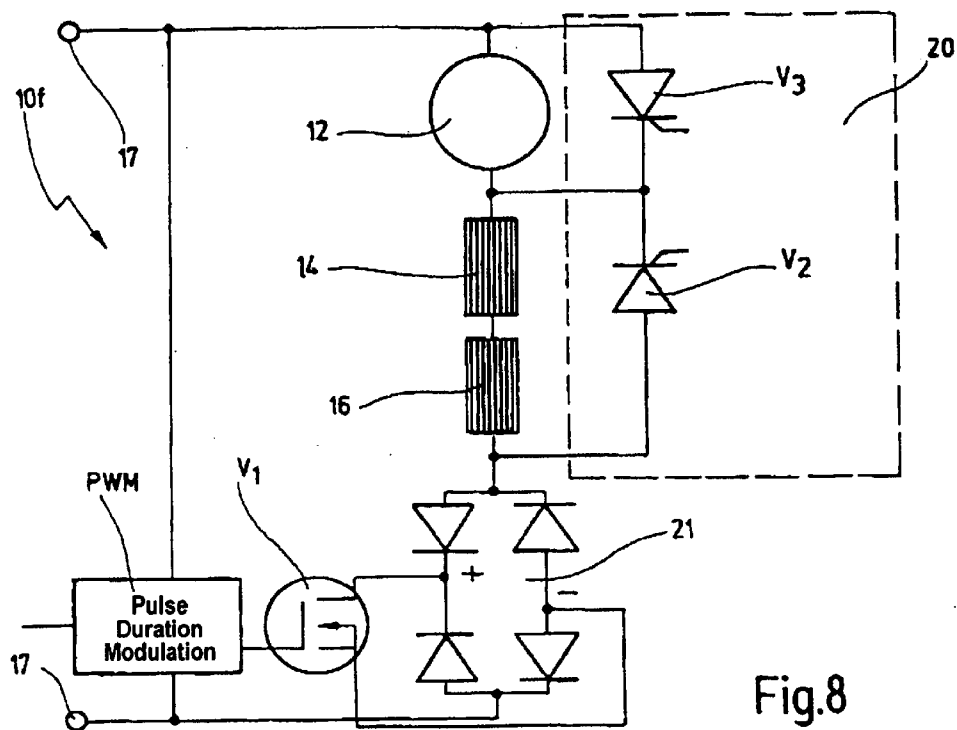 17
10f
12
V3
20
14
V2
16
V1
PWM
+
21
-
Pulse
Duration
Modulation
17
Fig.8